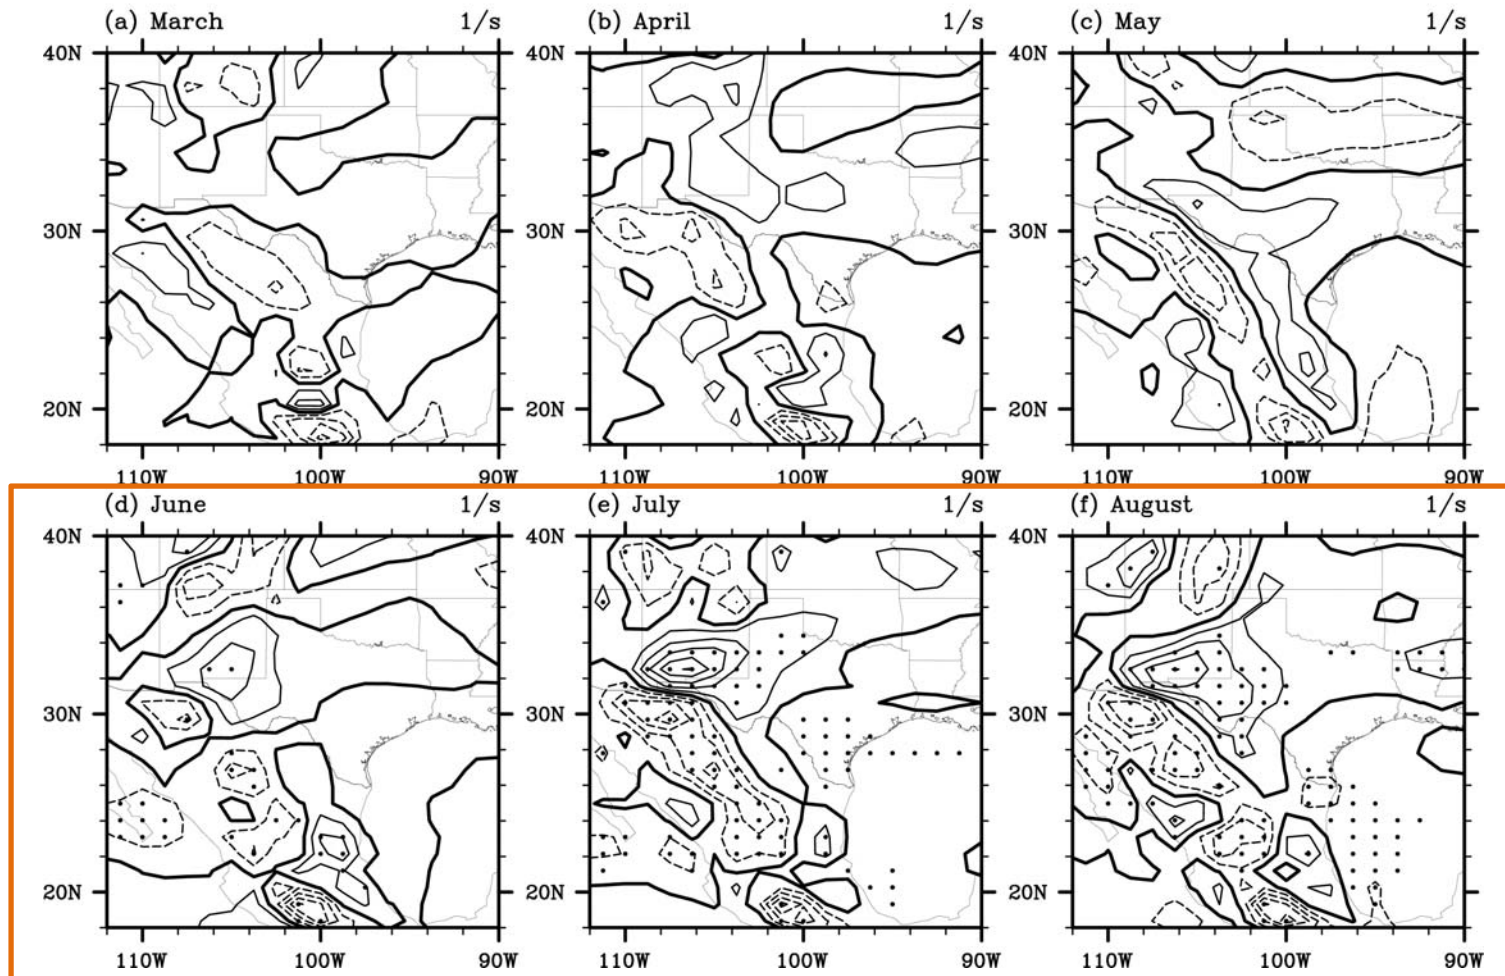 (a) March 1/s (b) April 1/s (c) May 1/s
40N 40N 40N
30N 30N 30N
20N 20N 20N
110W 100W 90W 110W 100W 90W 110W 100W 90W
(d) June 1/s (e) July 1/s (f) August 1/s
40N 40N 40N
30N 30N 30N
20N 20N 20N
110W 100W 90W 110W 100W 90W 110W 100W 90W